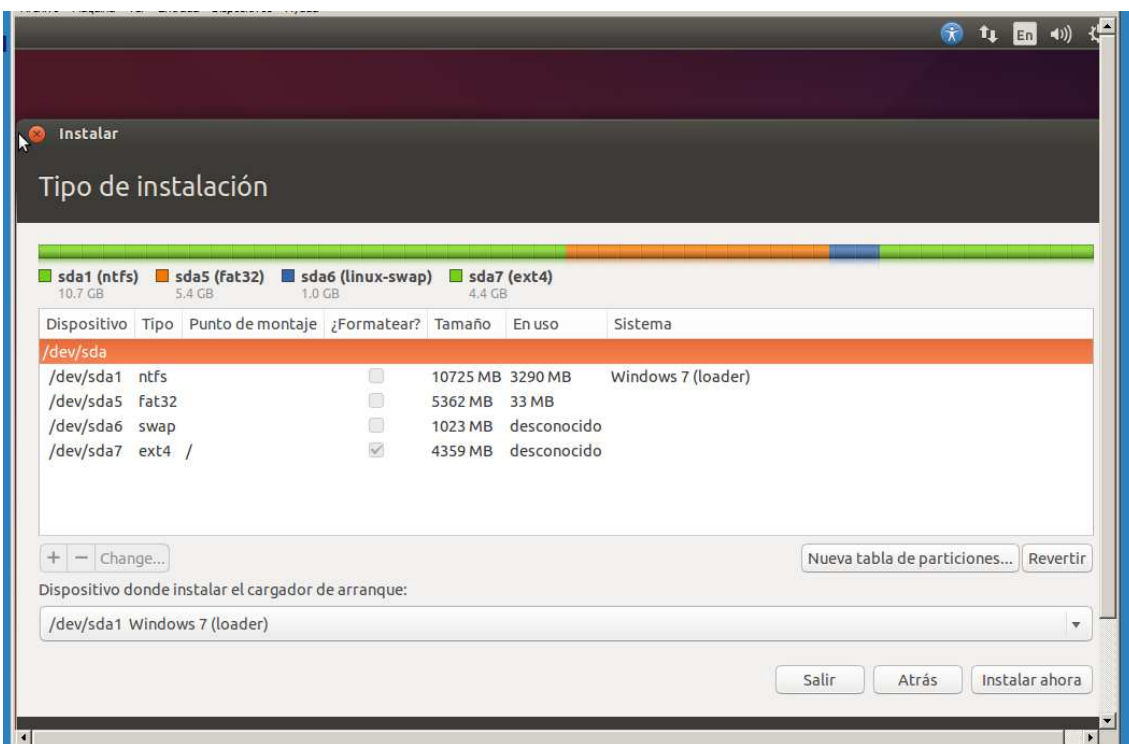 En
Instalar
Tipo de instalación
sda1 (ntfs) sda5 (fat32) sda6 (linux-swap) sda7 (ext4)
10.7 GB 5.4 GB 1.0 GB 4.4 GB
Dispositivo Tipo Punto de montaje ¿Formatear? Tamaño En uso Sistema
/dev/sda
/dev/sda1 ntfs 10725 MB 3290 MB Windows 7 (loader)
/dev/sda5 fat32 5362 MB 33 MB
/dev/sda6 swap 1023 MB desconocido
/dev/sda7 ext4 / 4359 MB desconocido
+ − Change... Nueva tabla de particiones... Revertir
Dispositivo donde instalar el cargador de arranque:
/dev/sda1 Windows 7 (loader)
Salir Atrás Instalar ahora